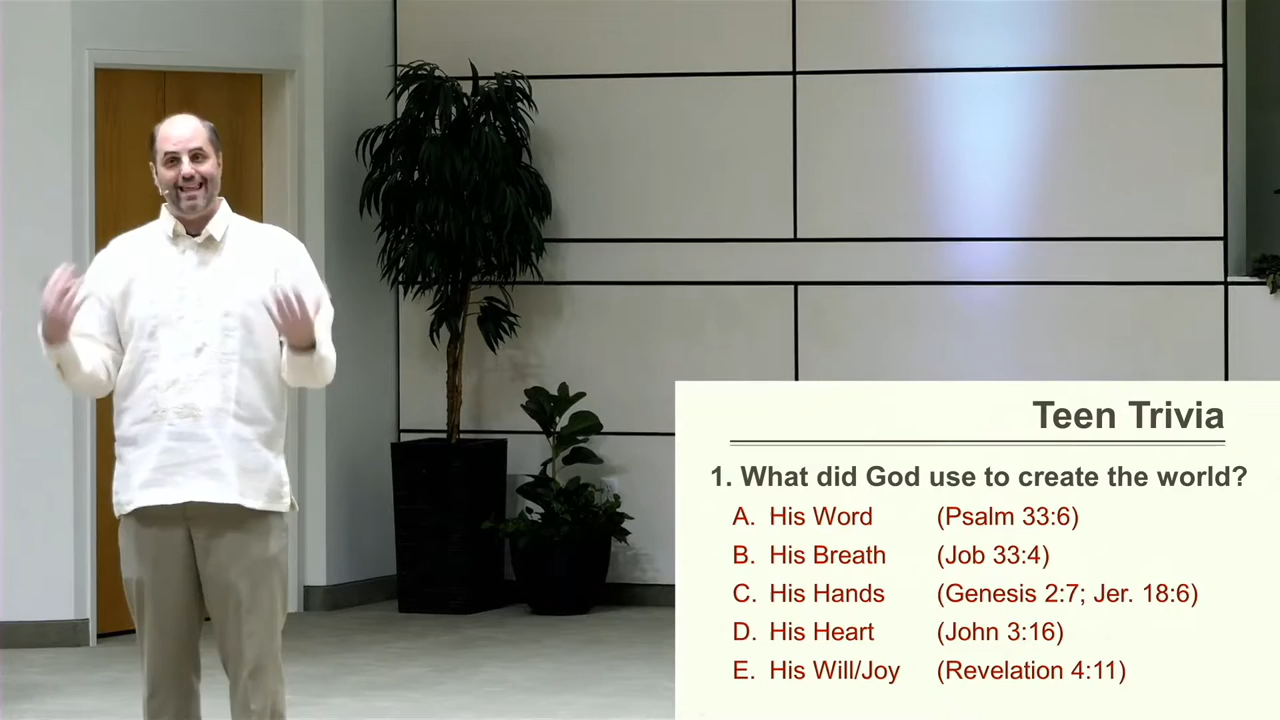 Teen Trivia
1. What did God use to create the world?
A. His Word (Psalm 33:6)
B. His Breath (Job 33:4)
C. His Hands (Genesis 2:7; Jer. 18:6)
D. His Heart (John 3:16)
E. His Will/Joy (Revelation 4:11)